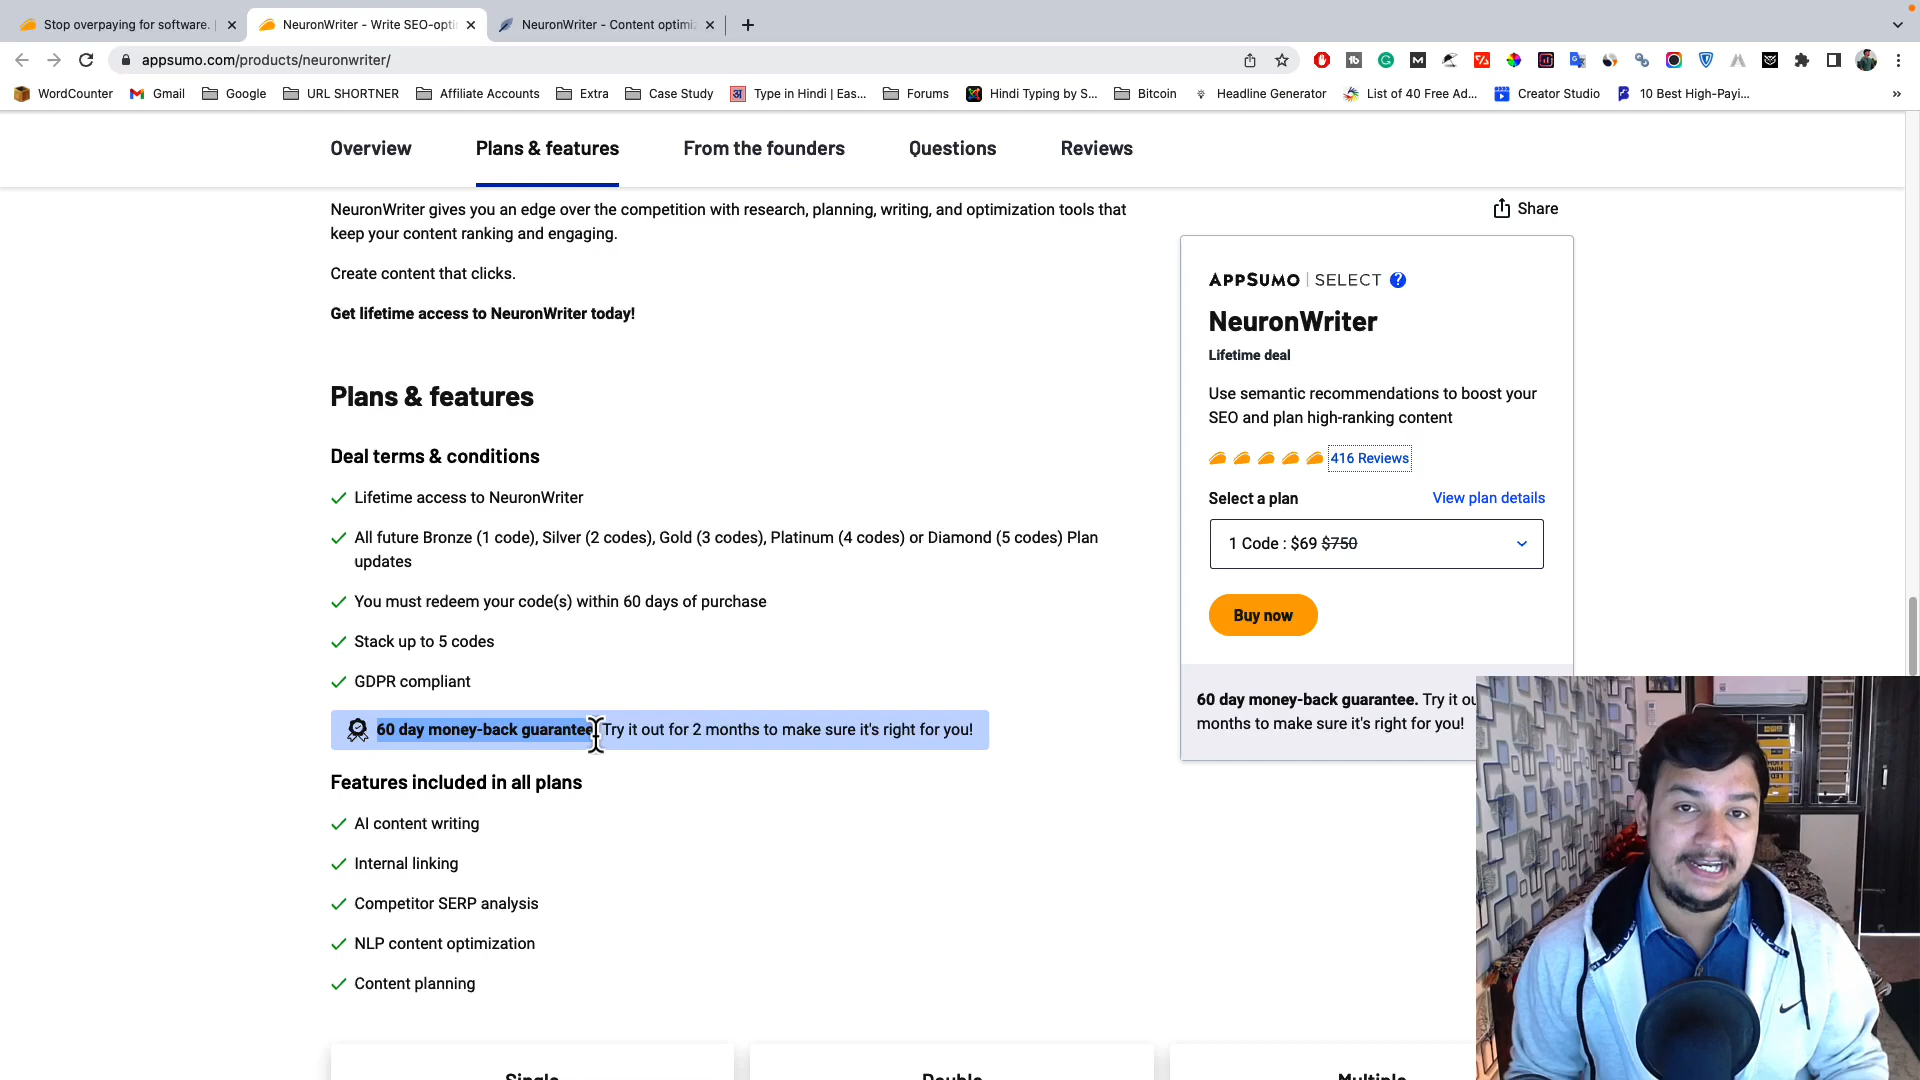 Stop overpaying for software.
NeuronWriter - Write SEO-opti
NeuronWriter - Content optimi
appsumo.com/products/neuronwriter/
WordCounter
Gmail
Google
URL SHORTNER
Affiliate Accounts
Extra
Case Study
Type in Hindi | Eas...
Forums
Hindi Typing by S...
Bitcoin
Headline Generator
List of 40 Free Ad...
Creator Studio
10 Best High-Payi...
Overview
Plans & features
From the founders
Questions
Reviews
NeuronWriter gives you an edge over the competition with research, planning, writing, and optimization tools that
keep your content ranking and engaging.
Create content that clicks.
Get lifetime access to NeuronWriter today!
Plans & features
Deal terms & conditions
Lifetime access to NeuronWriter
All future Bronze (1 code), Silver (2 codes), Gold (3 codes), Platinum (4 codes) or Diamond (5 codes) Plan
updates
You must redeem your code(s) within 60 days of purchase
Stack up to 5 codes
GDPR compliant
60 day money-back guarantee. Try it out for 2 months to make sure it's right for you!
Features included in all plans
AI content writing
Internal linking
Competitor SERP analysis
NLP content optimization
Content planning
Single
Double
Multiple
Share
APPSUMO | SELECT ?
NeuronWriter
Lifetime deal
Use semantic recommendations to boost your
SEO and plan high-ranking content
416 Reviews
Select a plan
View plan details
1 Code : $69 $750
Buy now
60 day money-back guarantee. Try it ou
months to make sure it's right for you!